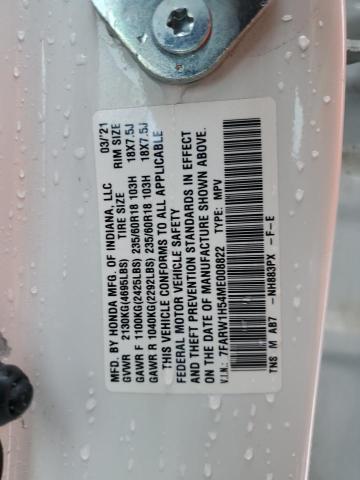 MFD. BY HONDA MFG. OF INDIANA, LLC 03/'21
GVWR 2130KG(4695LBS) TIRE SIZE RIM SIZE
GAWR F 1100KG(2425LBS) 235/60R18 103H 18X7.5J
GAWR R 1040KG(2292LBS) 235/60R18 103H 18X7.5J
THIS VEHICLE CONFORMS TO ALL APPLICABLE
FEDERAL MOTOR VEHICLE SAFETY
AND THEFT PREVENTION STANDARDS IN EFFECT
ON THE DATE OF MANUFACTURE SHOWN ABOVE.
V.I.N.: 7FARW1H54ME008822 TYPE: MPV
TNS M AB7 -NH883PX -F-E